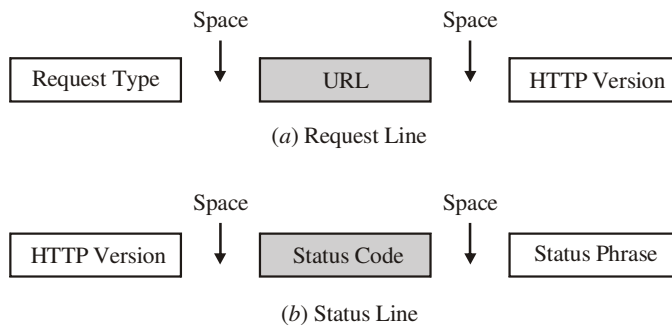 Space Space
Request Type URL HTTP Version
(a) Request Line
Space Space
HTTP Version Status Code Status Phrase
(b) Status Line